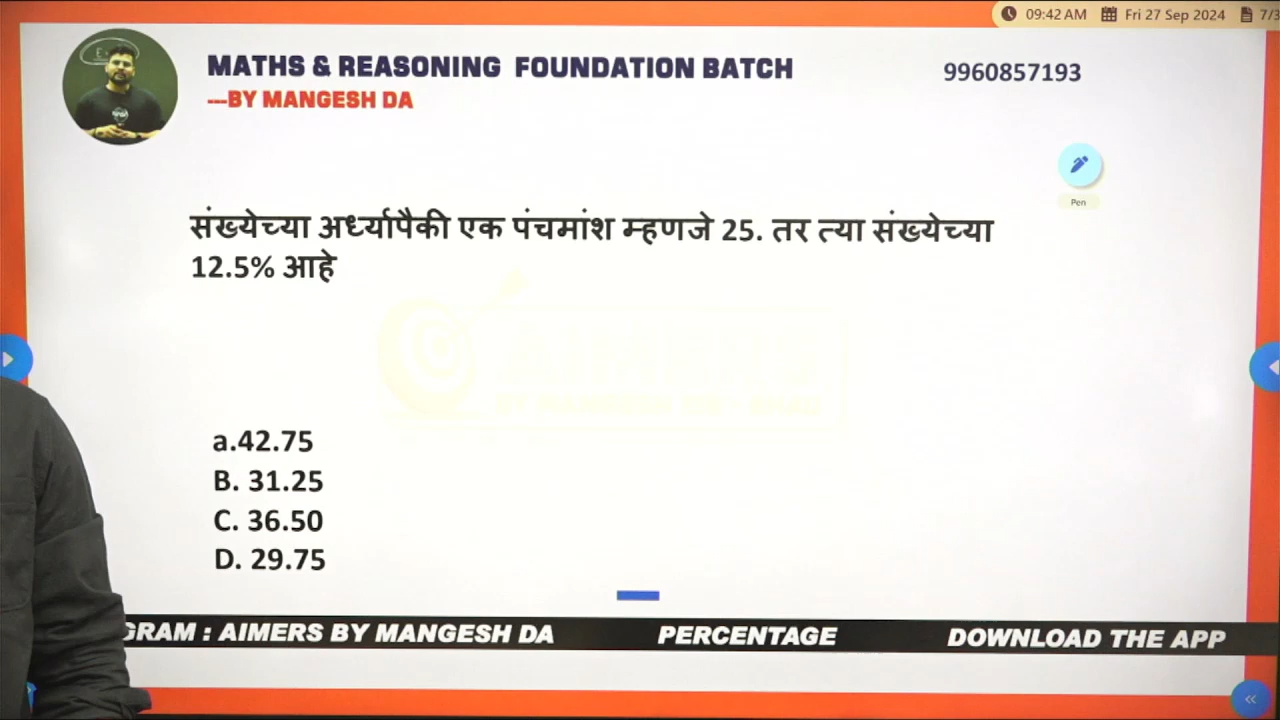 09:42 AM Fri 27 Sep 2024 7/3
MATHS & REASONING FOUNDATION BATCH
9960857193
---BY MANGESH DA
Pen
संख्येच्या अर्ध्यापैकी एक पंचमांश म्हणजे 25. तर त्या संख्येच्या
12.5% आहे
a.42.75
B. 31.25
C. 36.50
D. 29.75
GRAM : AIMERS BY MANGESH DA PERCENTAGE DOWNLOAD THE APP